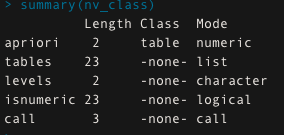 > summary(nv_class)
          Length Class  Mode
apriori    2     table  numeric
tables    23     -none- list
levels     2     -none- character
isnumeric 23     -none- logical
call       3     -none- call